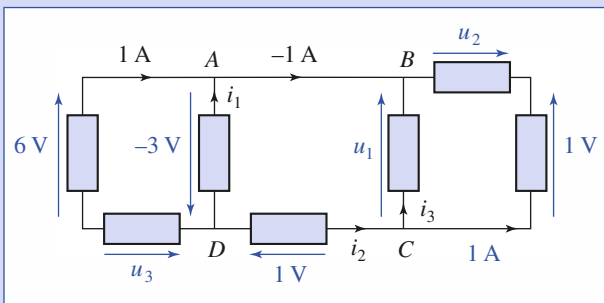 u₂
1 A A –1 A B
i₁
6 V –3 V u₁ 1 V
i₃
D i₂ C 1 A
u₃ 1 V